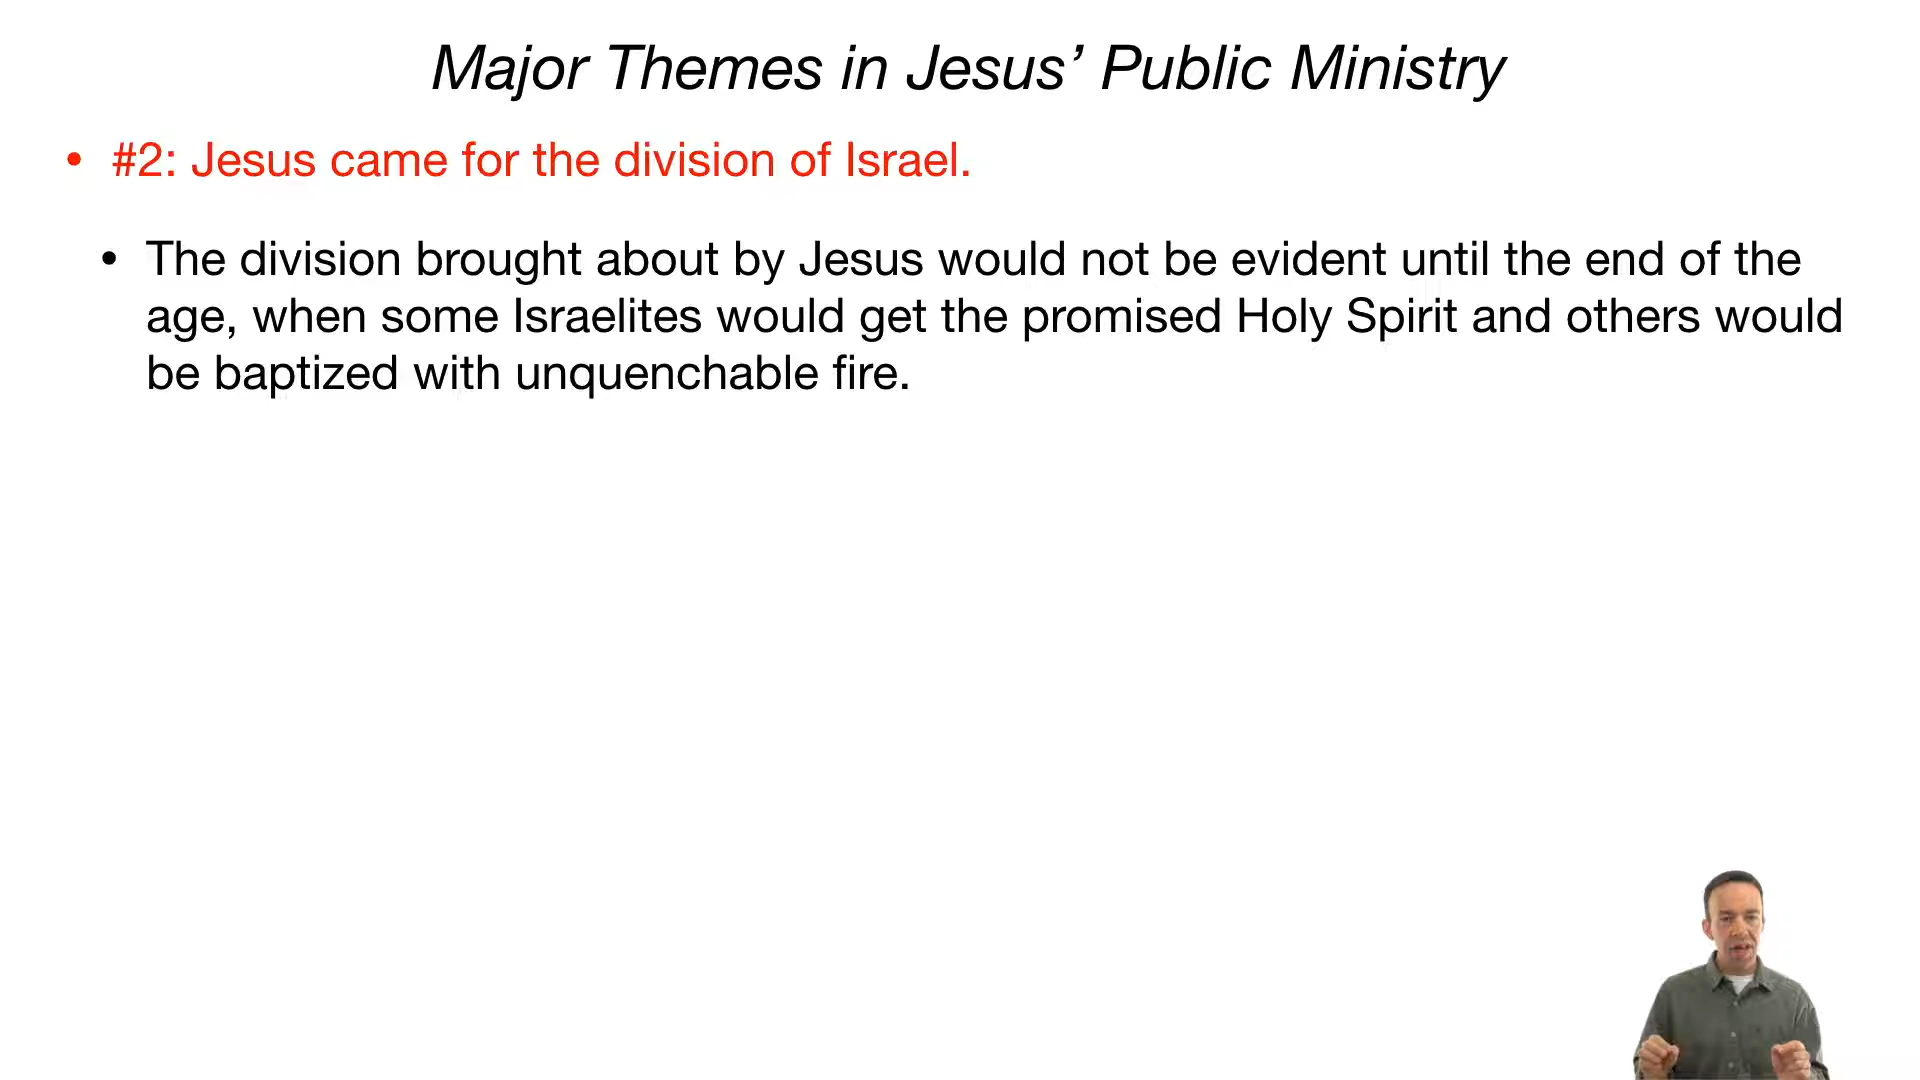 Major Themes in Jesus’ Public Ministry
• #2: Jesus came for the division of Israel.
• The division brought about by Jesus would not be evident until the end of the
age, when some Israelites would get the promised Holy Spirit and others would
be baptized with unquenchable fire.